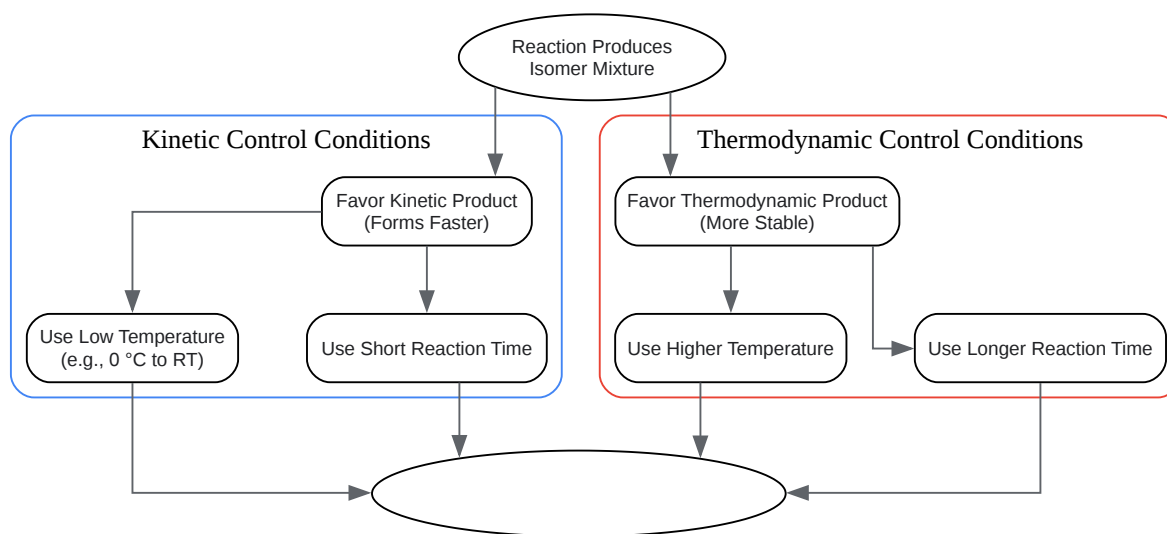 Reaction Produces
Isomer Mixture
Kinetic Control Conditions
Thermodynamic Control Conditions
Favor Kinetic Product
(Forms Faster)
Favor Thermodynamic Product
(More Stable)
Use Low Temperature
(e.g., 0 °C to RT)
Use Short Reaction Time
Use Higher Temperature
Use Longer Reaction Time